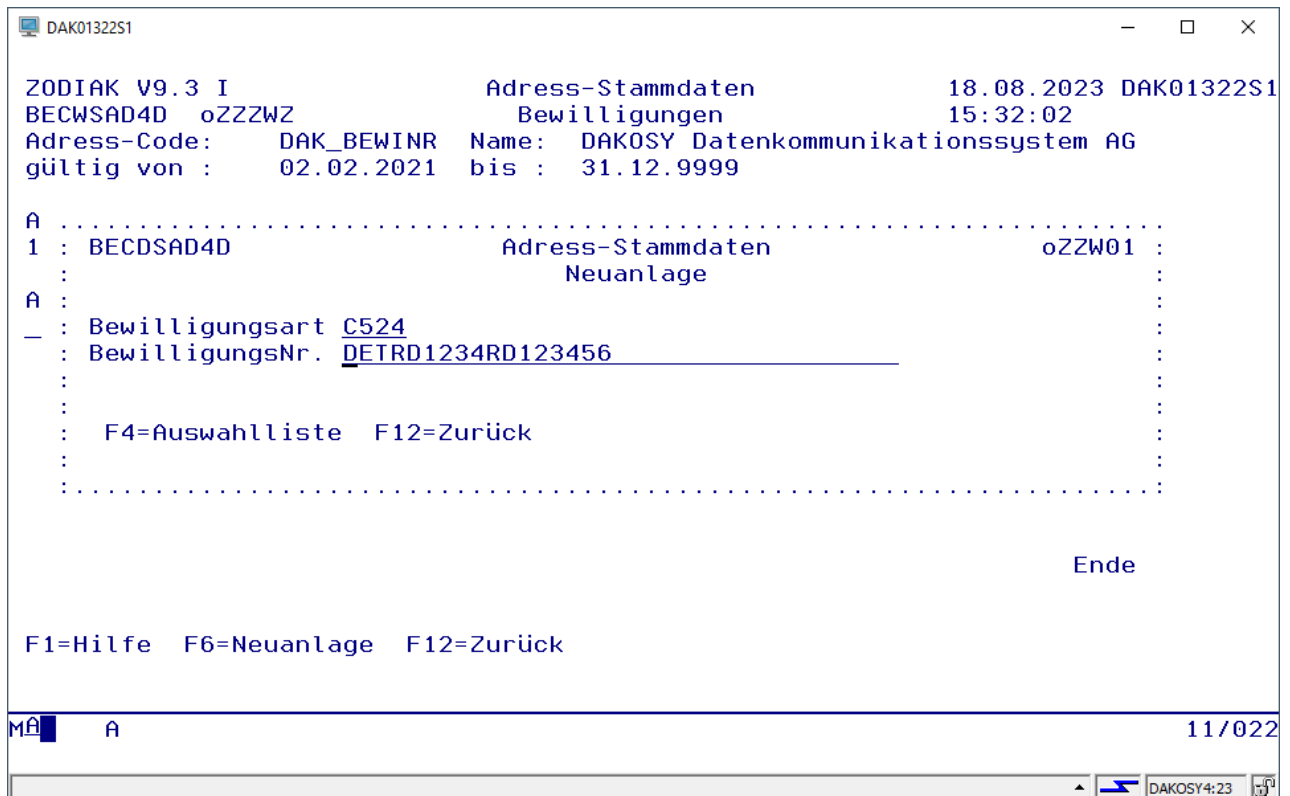 DAK01322S1
ZODIAK V9.3 I Adress-Stammdaten 18.08.2023 DAK01322S1
BECWSAD4D oZZZWZ Bewilligungen 15:32:02
Adress-Code: DAK_BEWINR Name: DAKOSY Datenkommunikationssystem AG
gültig von : 02.02.2021 bis : 31.12.9999
A .....................................................................
1 : BECDSAD4D Adress-Stammdaten oZZW01 :
: Neuanlage :
A : :
_ : Bewilligungsart C524 :
: BewilligungsNr. DETRD1234RD123456 :
: :
: :
: F4=Auswahlliste F12=Zurück :
: :
:....................................................................:
Ende
F1=Hilfe F6=Neuanlage F12=Zurück
MA A 11/022
DAKOSY4:23